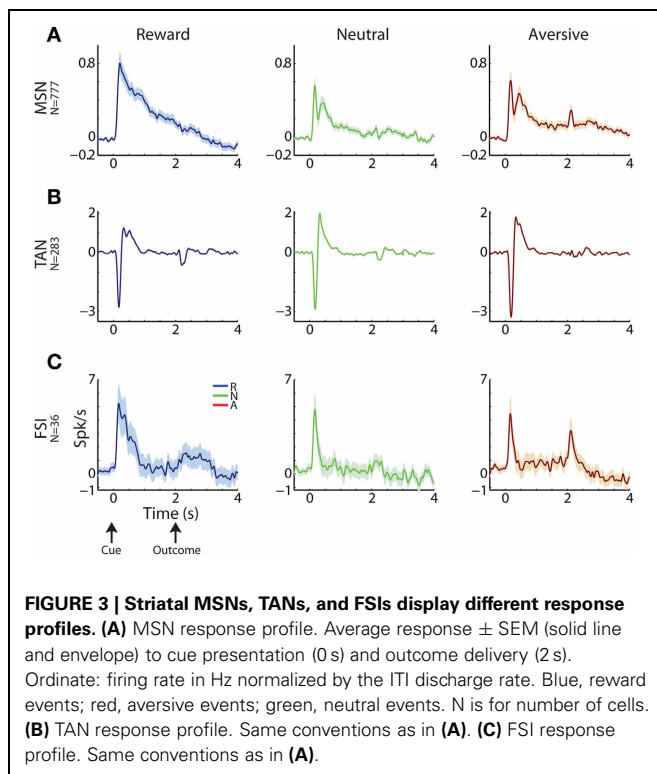 A
Reward
Neutral
Aversive
MSN
N=777
0.8
0
−0.2
0
2
4
0.8
0
−0.2
0
2
4
0.8
0
−0.2
0
2
4
B
TAN
N=283
2
0
−3
0
2
4
2
0
−3
0
2
4
2
0
−3
0
2
4
C
FSI
N=36
Spk/s
7
0
−1
R
N
A
0
2
4
7
0
−1
0
2
4
7
0
−1
0
2
4
Time (s)
Cue
Outcome
FIGURE 3 | Striatal MSNs, TANs, and FSIs display different response
profiles. (A) MSN response profile. Average response ± SEM (solid line
and envelope) to cue presentation (0 s) and outcome delivery (2 s).
Ordinate: firing rate in Hz normalized by the ITI discharge rate. Blue, reward
events; red, aversive events; green, neutral events. N is for number of cells.
(B) TAN response profile. Same conventions as in (A). (C) FSI response
profile. Same conventions as in (A).